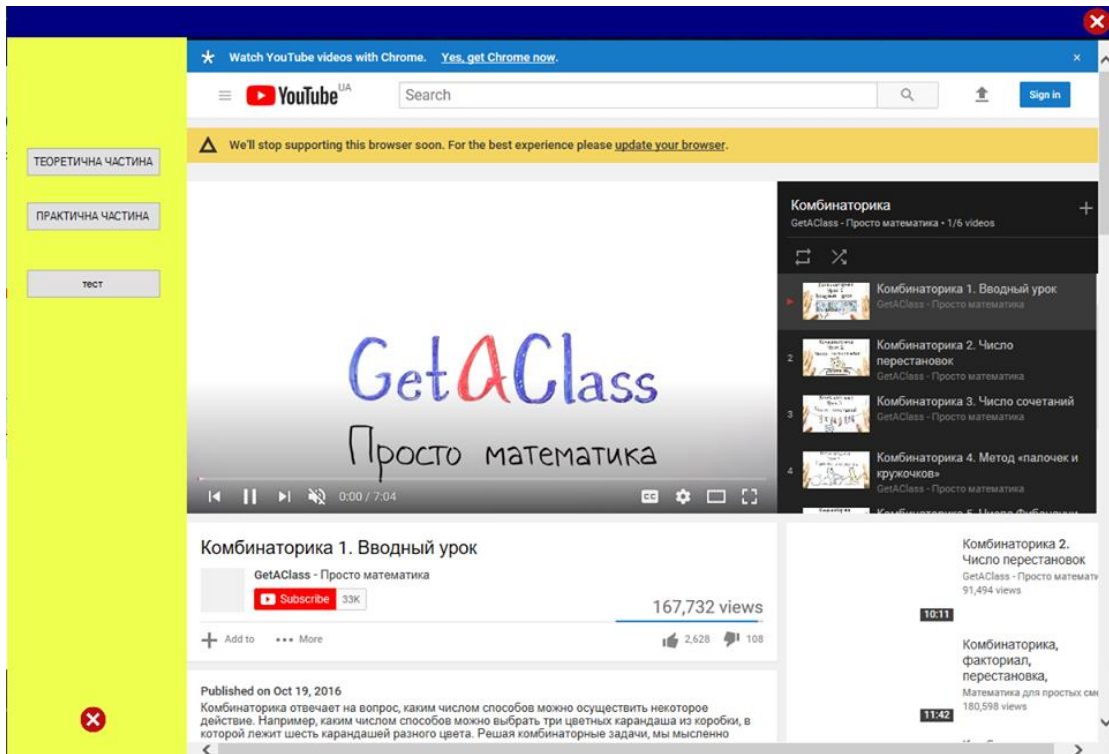 Watch YouTube videos with Chrome. Yes, get Chrome now.
YouTube UA
Search
Sign in
We'll stop supporting this browser soon. For the best experience please update your browser.
ТЕОРЕТИЧНА ЧАСТИНА
ПРАКТИЧНА ЧАСТИНА
тест
GetAClass
Просто математика
0:00 / 7:04
CC
Комбинаторика
GetAClass - Просто математика • 1/6 videos
Комбинаторика 1. Вводный урок
GetAClass - Просто математика
2
Комбинаторика 2. Число
перестановок
GetAClass - Просто математика
3
Комбинаторика 3. Число сочетаний
GetAClass - Просто математика
4
Комбинаторика 4. Метод «палочек и
кружочков»
GetAClass - Просто математика
Комбинаторика 1. Вводный урок
GetAClass - Просто математика
Subscribe 33K
167,732 views
Add to More
2,628 108
Published on Oct 19, 2016
Комбинаторика отвечает на вопрос, каким числом способов можно осуществить некоторое
действие. Например, каким числом способов можно выбрать три цветных карандаша из коробки, в
которой лежит шесть карандашей разного цвета. Решая комбинаторные задачи, мы мысленно
Комбинаторика 2.
Число перестановок
GetAClass - Просто математи
91,494 views
10:11
Комбинаторика,
факториал,
перестановка,
Математика для простых сме
180,598 views
11:42